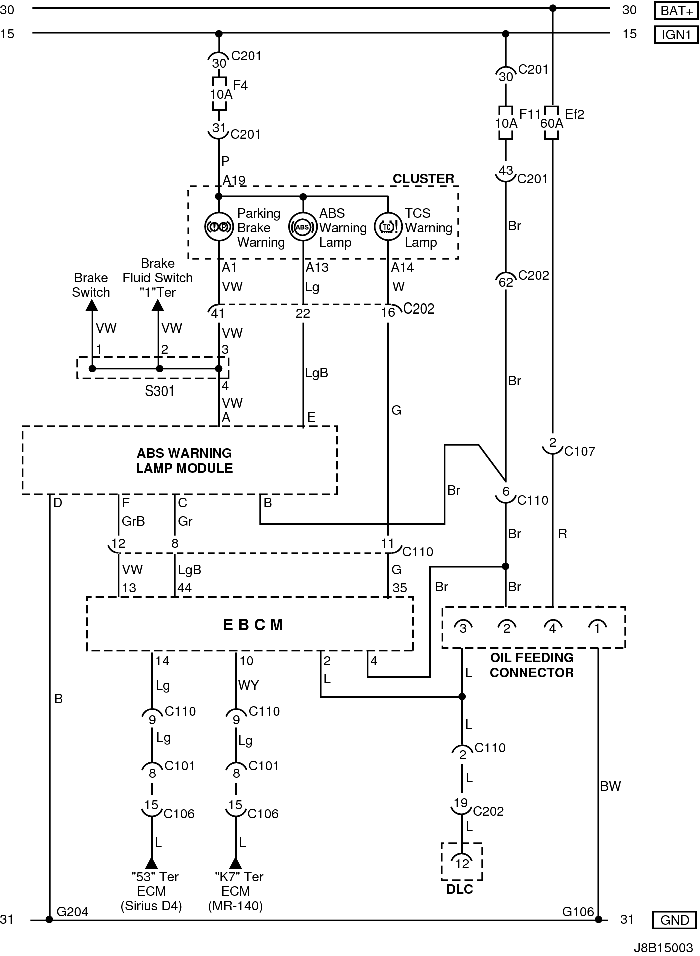 30 30 BAT+
15 15 IGN1
C201
30
F4
10A
31
C201
P
A19
C201
30
F11
10A
Ef2
60A
43
C201
Br
CLUSTER
Parking
Brake
Warning
ABS
ABS
Warning
Lamp
TC
TCS
Warning
Lamp
A1 A13 A14
VW Lg W
41 22 16 C202
C202
62
Brake
Switch
Brake
Fluid Switch
"1"Ter
VW VW VW
1 2 3
4
S301
VW
A E
LgB
G
Br
ABS WARNING
LAMP MODULE
2
C107
D F C B
GrB Gr
Br
6
C110
12 8 11 C110
Br R
VW LgB G
13 44 35
Br Br
E B C M
3 2 4 1
OIL FEEDING
CONNECTOR
14 10 2 4
Lg WY L L
B
C110
9
C110
9
Lg Lg
L
C110
2
C101
8
C101
8
L
15
C106
15
C106
19
C202
BW
L L L
12
DLC
"53" Ter
ECM
(Sirius D4)
"K7" Ter
ECM
(MR-140)
G204 G106
31 31 GND
J8B15003